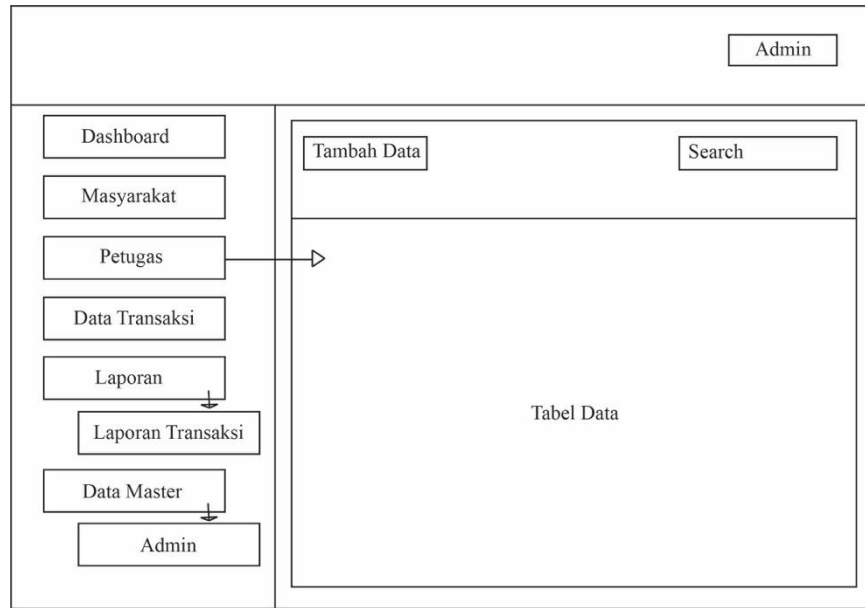 Admin
Dashboard
Masyarakat
Petugas
Data Transaksi
Laporan
Laporan Transaksi
Data Master
Admin
Tambah Data
Search
Tabel Data